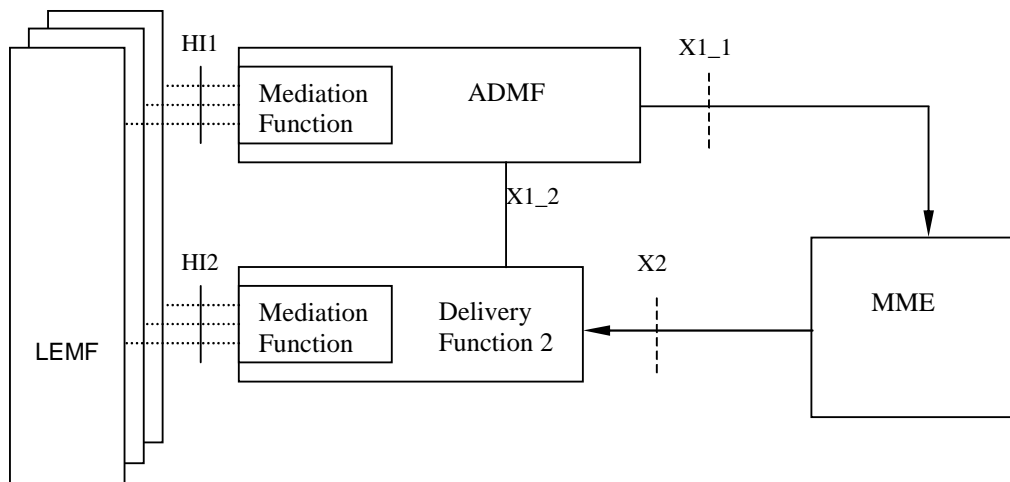 HI1
X1_1
Mediation
Function
ADMF
X1_2
HI2
X2
Mediation
Function
Delivery
Function 2
MME
LEMF